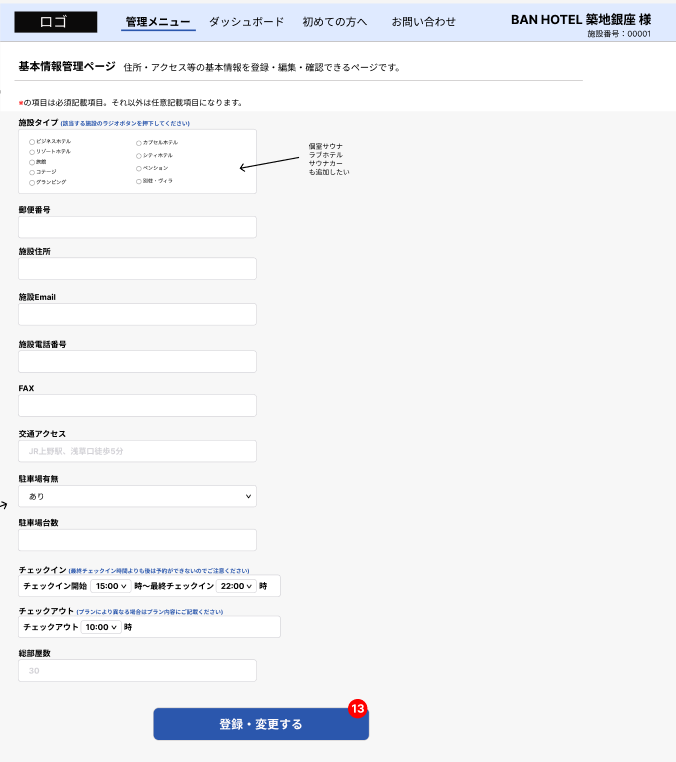 ロゴ 管理メニュー ダッシュボード 初めての方へ お問い合わせ BAN HOTEL 築地銀座 様
施設番号：00001
基本情報管理ページ 住所・アクセス等の基本情報を登録・編集・確認できるページです。
※の項目は必須記載項目。それ以外は任意記載項目になります。
施設タイプ (該当する施設のラジオボタンを押下してください)
ビジネスホテル
リゾートホテル
旅館
コテージ
グランピング
カプセルホテル
シティホテル
ペンション
貸別荘・ヴィラ
個室サウナ
ラブホテル
サウナカー
も追加したい
郵便番号
施設住所
施設Email
施設電話番号
FAX
交通アクセス
JR上野駅、浅草口徒歩5分
駐車場有無
あり
駐車場台数
チェックイン (最終チェックイン時間よりも後は予約ができないのでご注意ください)
チェックイン開始 15:00 時〜最終チェックイン 22:00 時
チェックアウト (プランにより異なる場合はプラン内容にご記載ください)
チェックアウト 10:00 時
総部屋数
30
登録・変更する 13